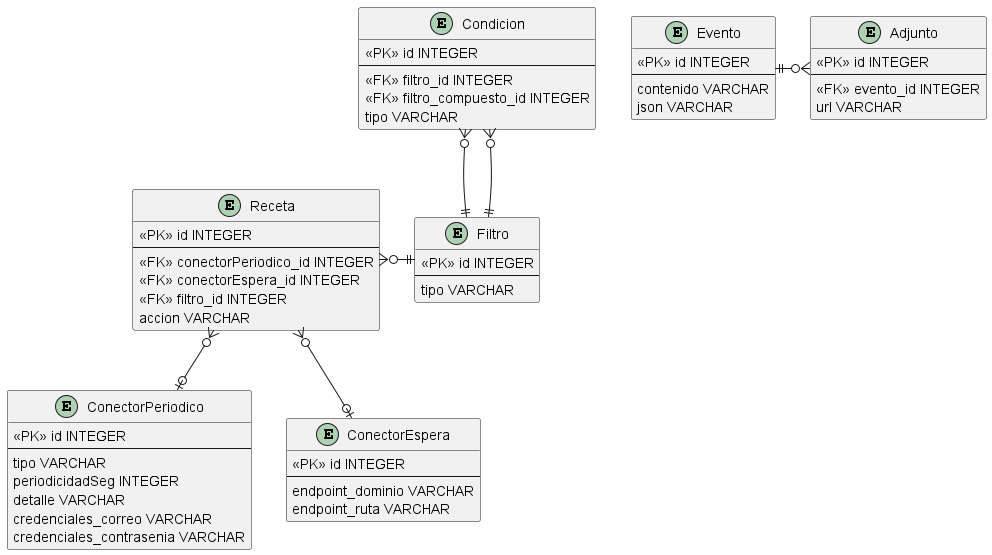 E Condicion
«PK» id INTEGER
«FK» filtro_id INTEGER
«FK» filtro_compuesto_id INTEGER
tipo VARCHAR
E Evento
«PK» id INTEGER
contenido VARCHAR
json VARCHAR
E Adjunto
«PK» id INTEGER
«FK» evento_id INTEGER
url VARCHAR
E Receta
«PK» id INTEGER
«FK» conectorPeriodico_id INTEGER
«FK» conectorEspera_id INTEGER
«FK» filtro_id INTEGER
accion VARCHAR
E Filtro
«PK» id INTEGER
tipo VARCHAR
E ConectorPeriodico
«PK» id INTEGER
tipo VARCHAR
periodicidadSeg INTEGER
detalle VARCHAR
credenciales_correo VARCHAR
credenciales_contrasenia VARCHAR
E ConectorEspera
«PK» id INTEGER
endpoint_dominio VARCHAR
endpoint_ruta VARCHAR